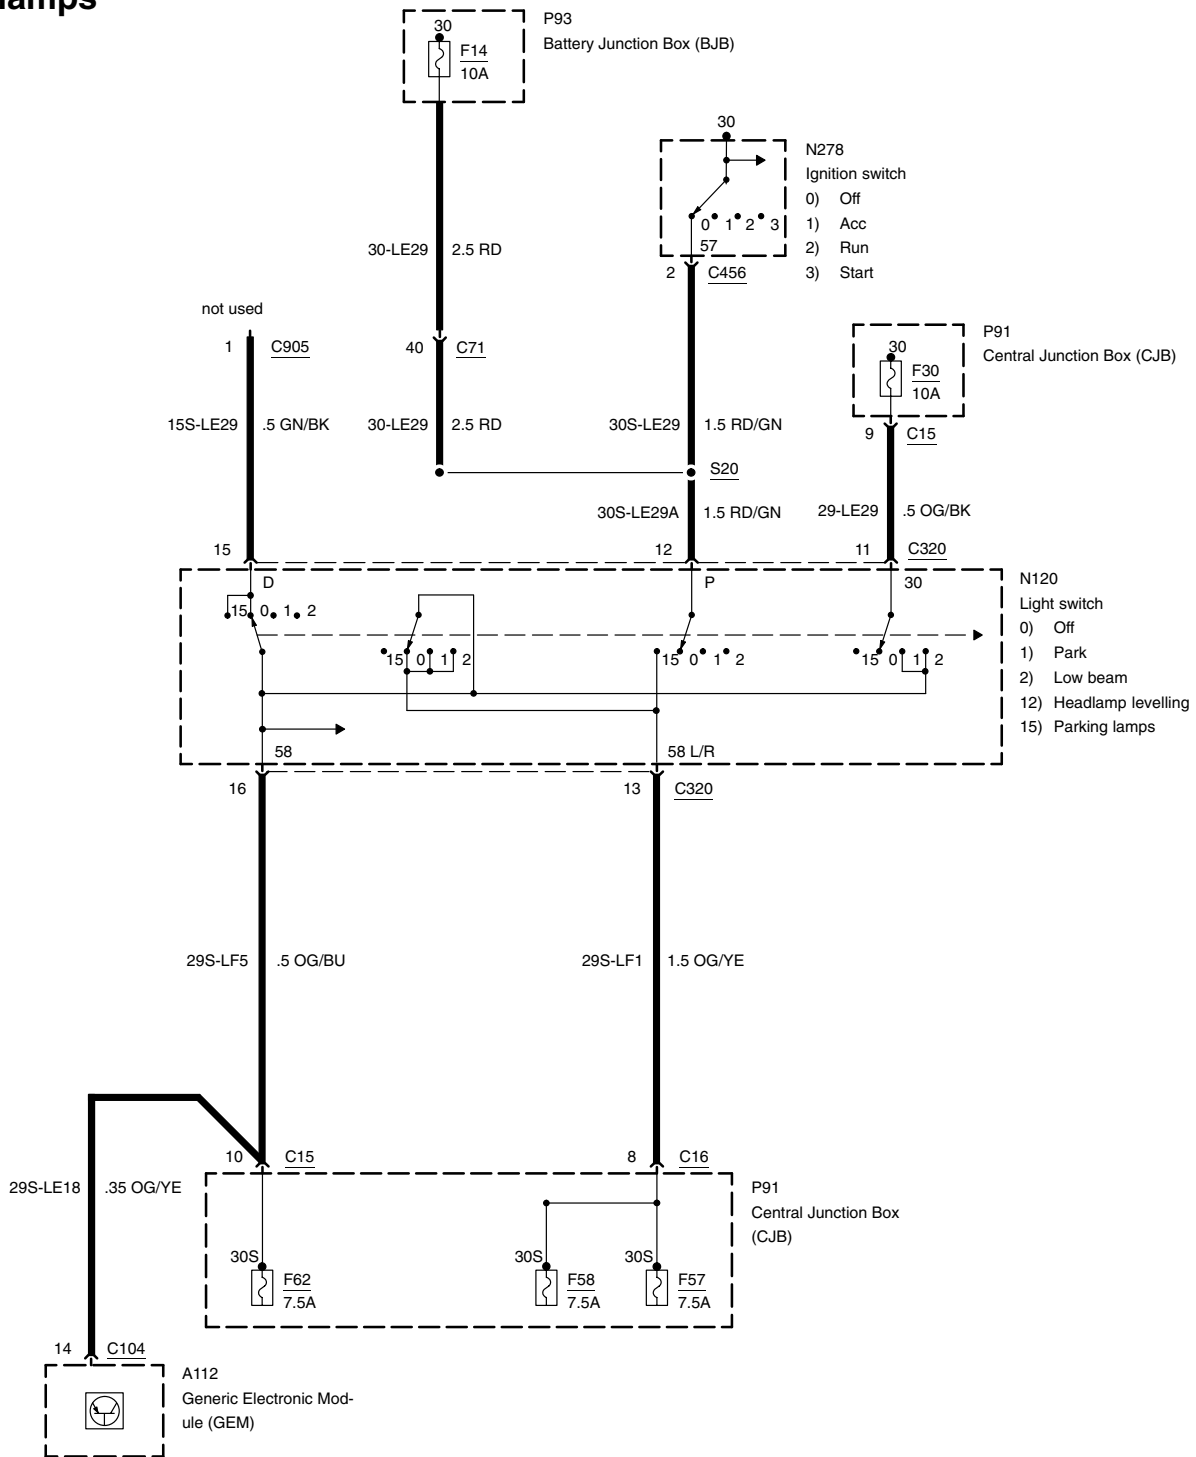 lamps
P93
Battery Junction Box (BJB)
30
F14
10A
30
N278
Ignition switch
0) Off
1) Acc
2) Run
3) Start
0 1 2 3
57
2 C456
30-LE29 2.5 RD
not used
1 C905
40 C71
P91
Central Junction Box (CJB)
30
F30
10A
15S-LE29 .5 GN/BK
30-LE29 2.5 RD
30S-LE29 1.5 RD/GN
9 C15
S20
30S-LE29A 1.5 RD/GN
29-LE29 .5 OG/BK
15 12 11 C320
D P 30
N120
Light switch
0) Off
1) Park
2) Low beam
12) Headlamp levelling
15) Parking lamps
15 0 1 2
15 0 1 2
15 0 1 2
15 0 1 2
58 58 L/R
16 13 C320
29S-LF5 .5 OG/BU
29S-LF1 1.5 OG/YE
10 C15
8 C16
29S-LE18 .35 OG/YE
P91
Central Junction Box
(CJB)
30S
F62
7.5A
30S
F58
7.5A
30S
F57
7.5A
14 C104
A112
Generic Electronic Mod-
ule (GEM)